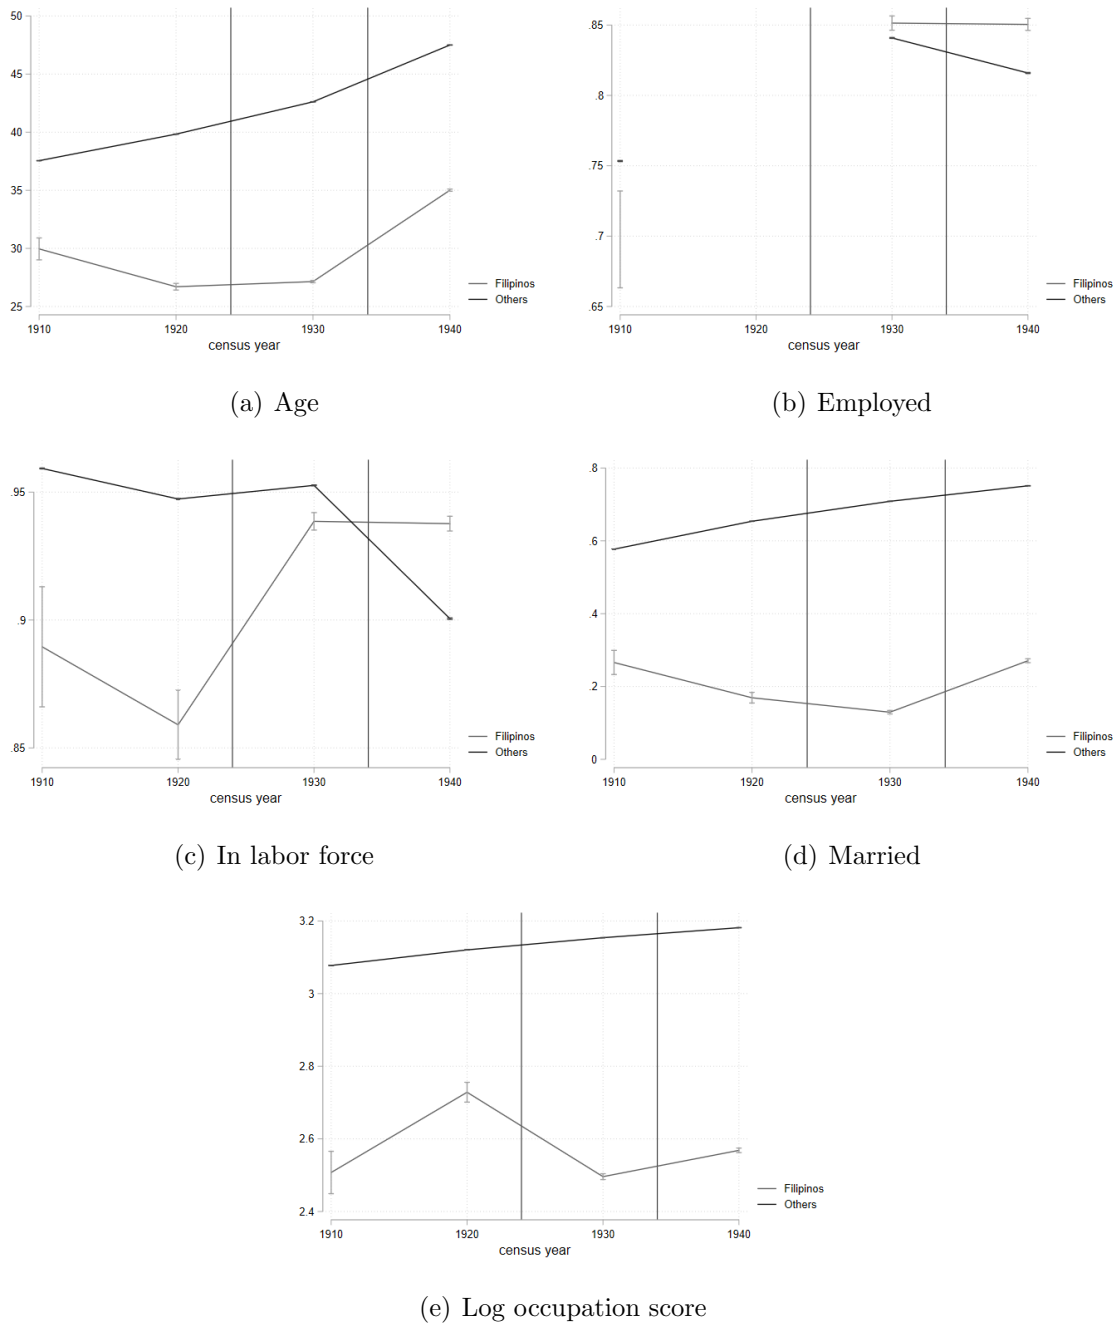 50
45
40
35
30
25
1910 1920 1930 1940
census year
Filipinos
Others
(a) Age
.85
.8
.75
.7
.65
1910 1920 1930 1940
census year
Filipinos
Others
(b) Employed
.95
.9
.85
1910 1920 1930 1940
census year
Filipinos
Others
(c) In labor force
.8
.6
.4
.2
0
1910 1920 1930 1940
census year
Filipinos
Others
(d) Married
3.2
3
2.8
2.6
2.4
1910 1920 1930 1940
census year
Filipinos
Others
(e) Log occupation score